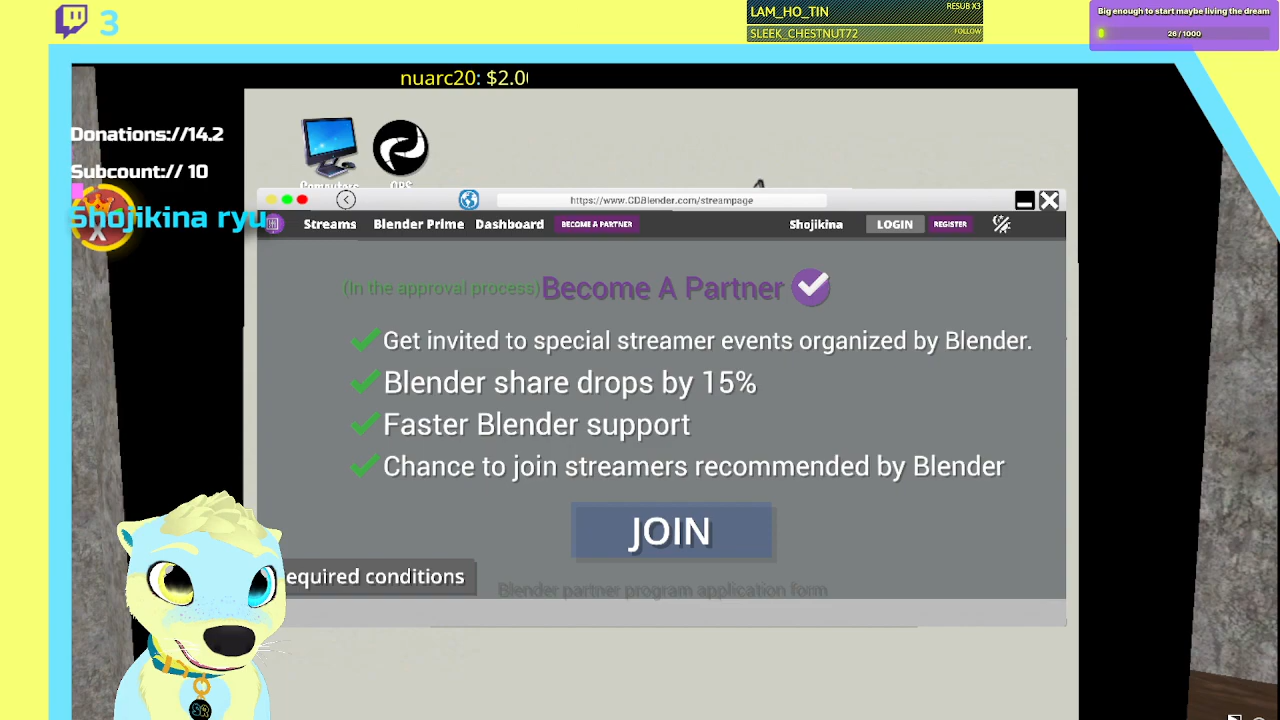 3
LAM_HO_TIN
RESUB X3
SLEEK_CHESTNUT72
FOLLOW
Big enough to start maybe living the dream
26 / 1000
nuarc20: $2.0
Donations://14.2
Subcount:// 10
Shojikina ryu
https://www.CDBlender.com/streampage
Streams
Blender Prime
Dashboard
BECOME A PARTNER
Shojikina
LOGIN
REGISTER
(In the approval process) Become A Partner
Get invited to special streamer events organized by Blender.
Blender share drops by 15%
Faster Blender support
Chance to join streamers recommended by Blender
JOIN
equired conditions
Blender partner program application form
SR